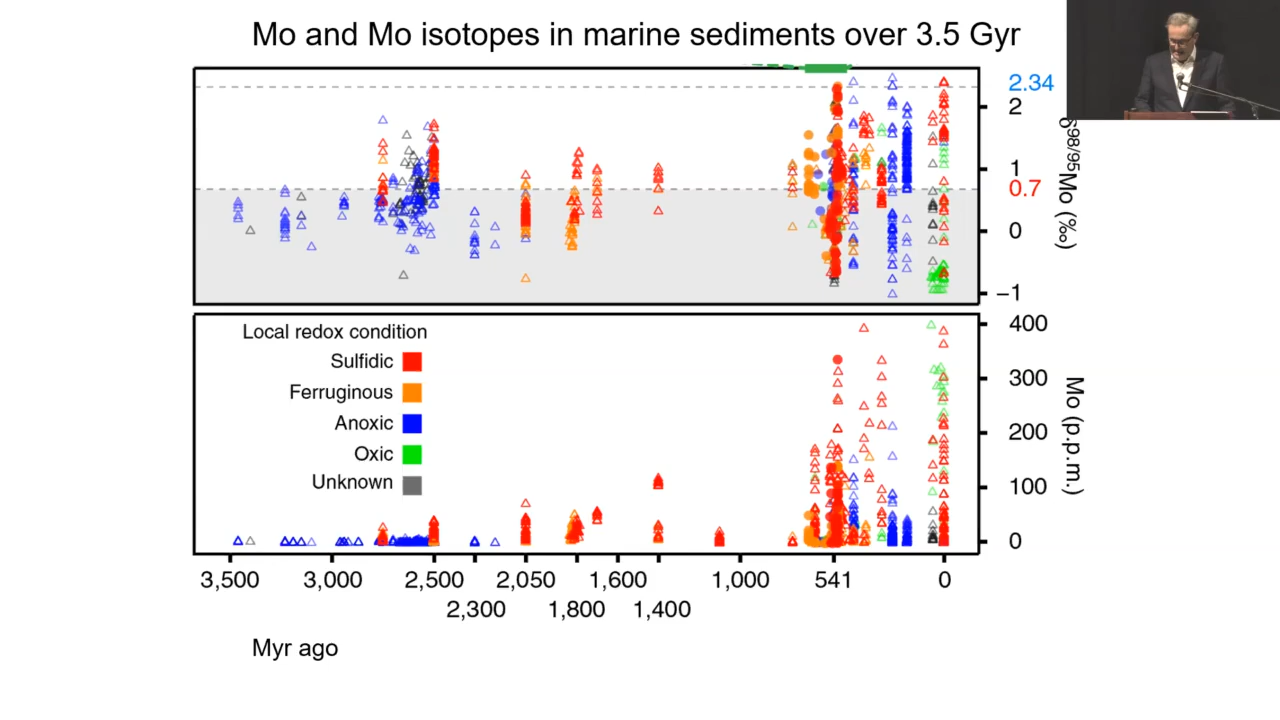 Mo and Mo isotopes in marine sediments over 3.5 Gyr
2.34
2
1
0.7
0
−1
δ98/95Mo (‰)
Local redox condition
Sulfidic
Ferruginous
Anoxic
Oxic
Unknown
400
300
200
100
0
Mo (p.p.m.)
3,500 3,000 2,500 2,050 1,600 1,000 541 0
2,300 1,800 1,400
Myr ago